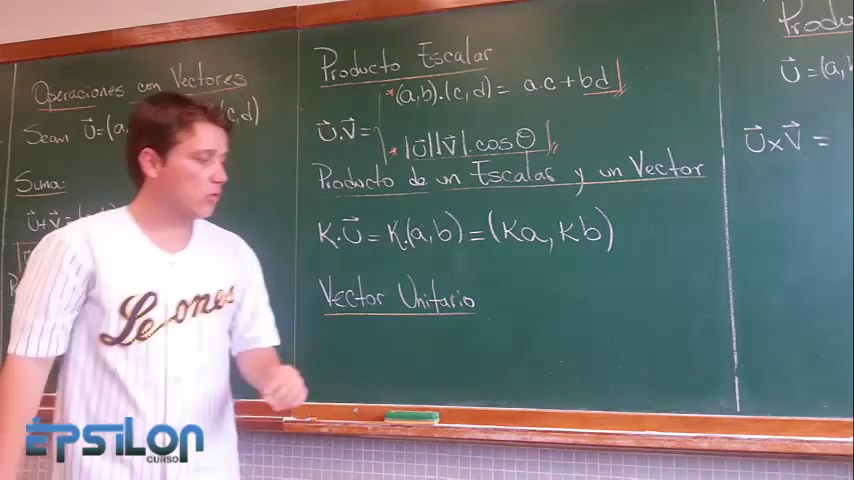 Operaciones con Vectores
Sean U⃗=(a, c,d)
Suma:
U⃗+V⃗=(
Producto Escalar
*(a,b).(c,d)= a.c+bd
U⃗.V⃗=
*|U⃗||V⃗|.cosθ
Producto de un Escalar y un Vector
K.U⃗=K.(a,b)=(Ka,Kb)
Vector Unitario
U⃗=(a,b
U⃗xV⃗=
Leones
EPSILON
CURSO